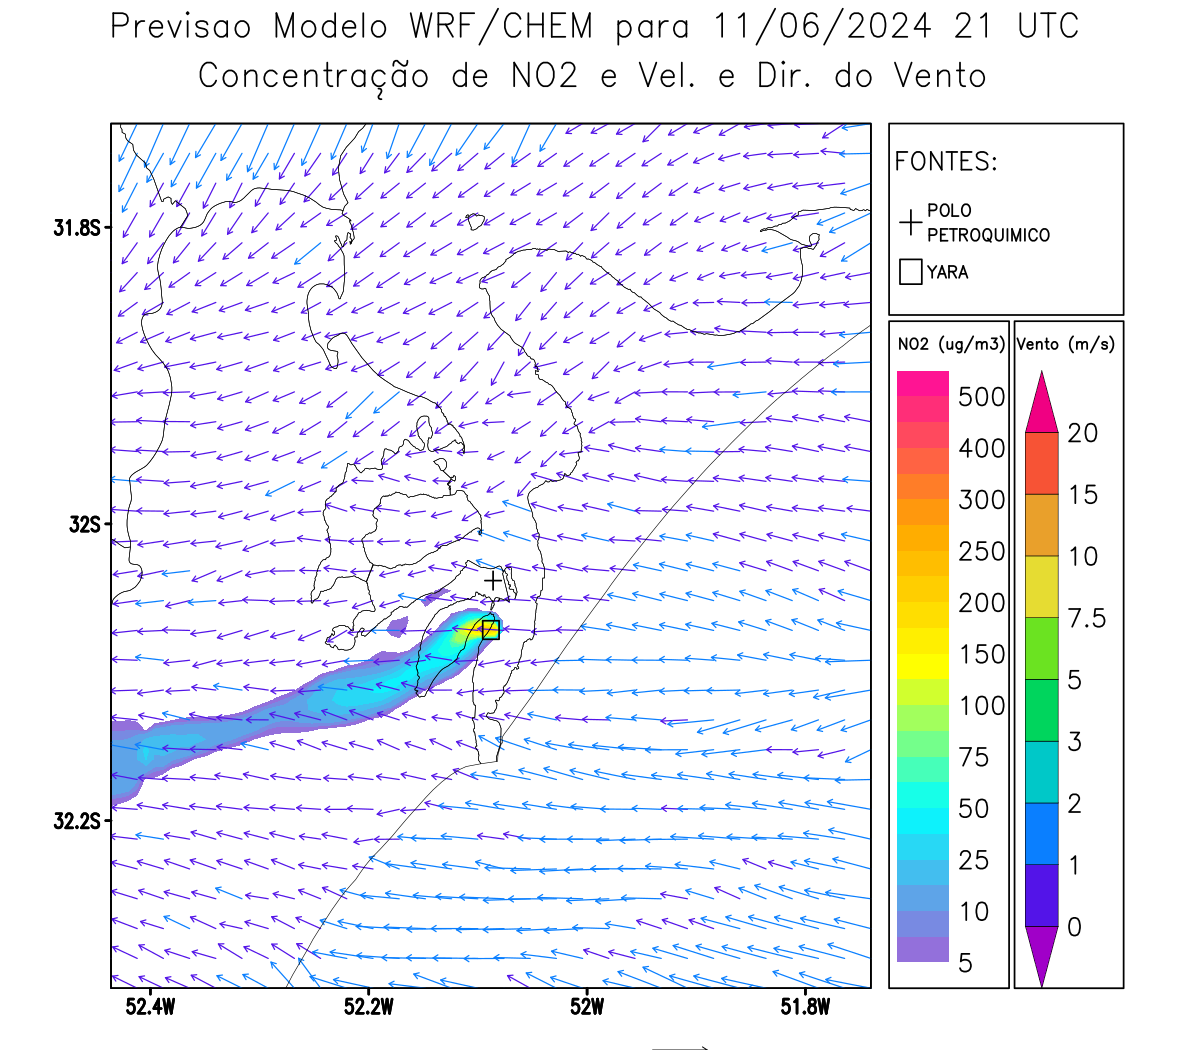 Previsao Modelo WRF/CHEM para 11/06/2024 21 UTC
Concentração de NO2 e Vel. e Dir. do Vento
FONTES:
POLO
PETROQUIMICO
YARA
NO2 (ug/m3)
500
400
300
250
200
150
100
75
50
25
10
5
Vento (m/s)
20
15
10
7.5
5
3
2
1
0
31.8S
32S
32.2S
52.4W
52.2W
52W
51.8W